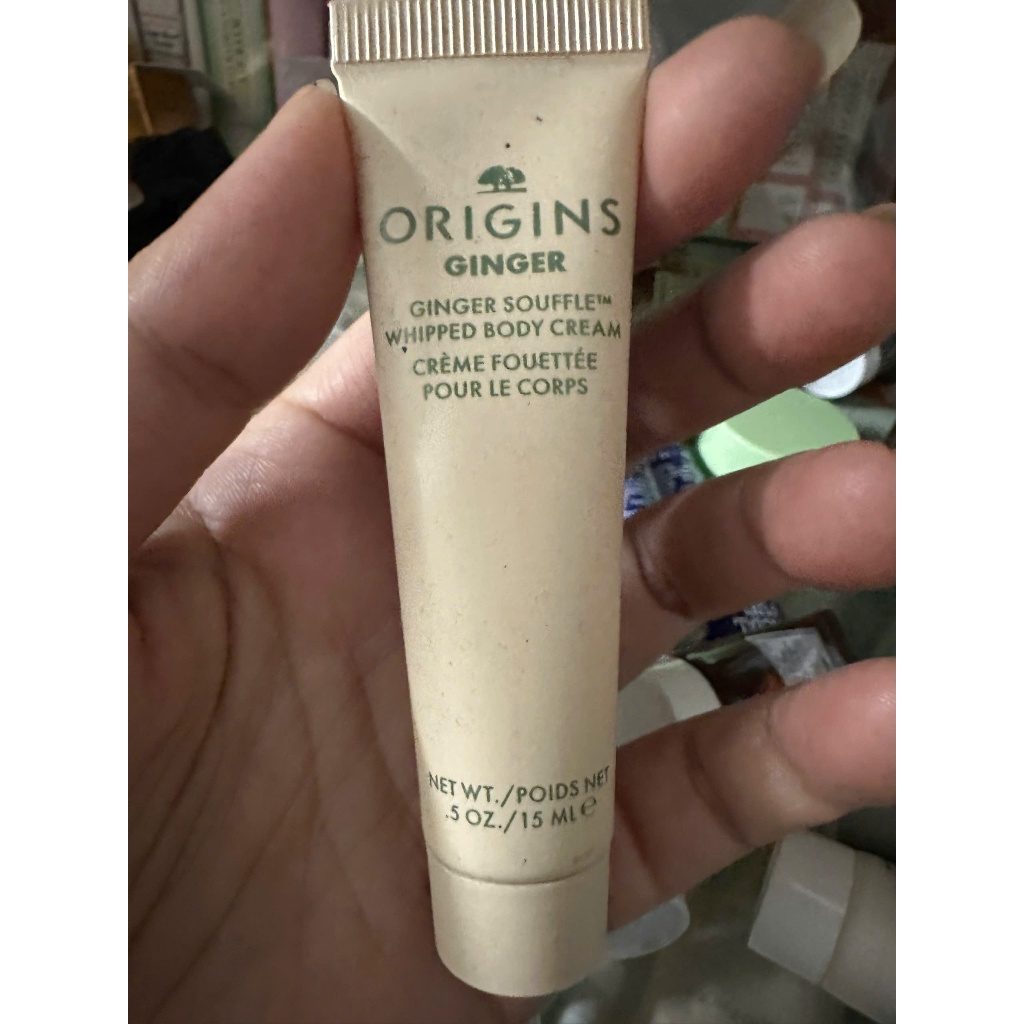 ORIGINS
GINGER
GINGER SOUFFLE™
WHIPPED BODY CREAM
CRÈME FOUETTÉE
POUR LE CORPS
NET WT./POIDS NET
.5 OZ./15 ML ℮